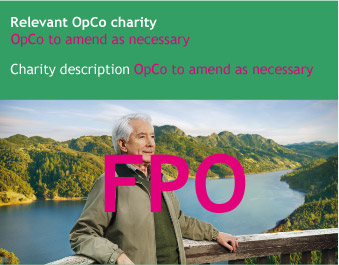 Relevant OpCo charity
OpCo to amend as necessary
Charity description OpCo to amend as necessary
FPO